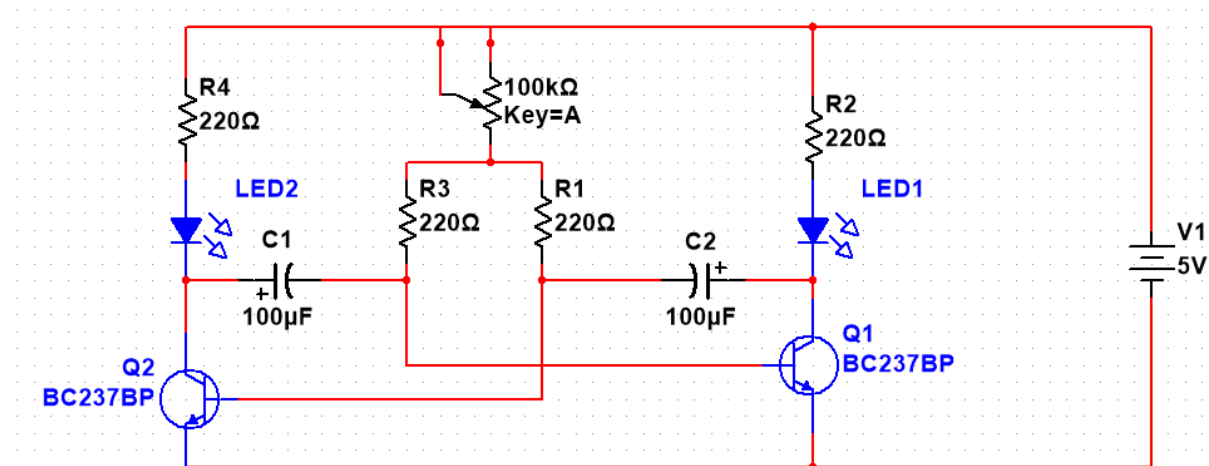 R4
220Ω
100kΩ
Key=A
R2
220Ω
LED2
R3
220Ω
R1
220Ω
LED1
C1
+
100µF
C2
+
100µF
V1
5V
Q2
BC237BP
Q1
BC237BP